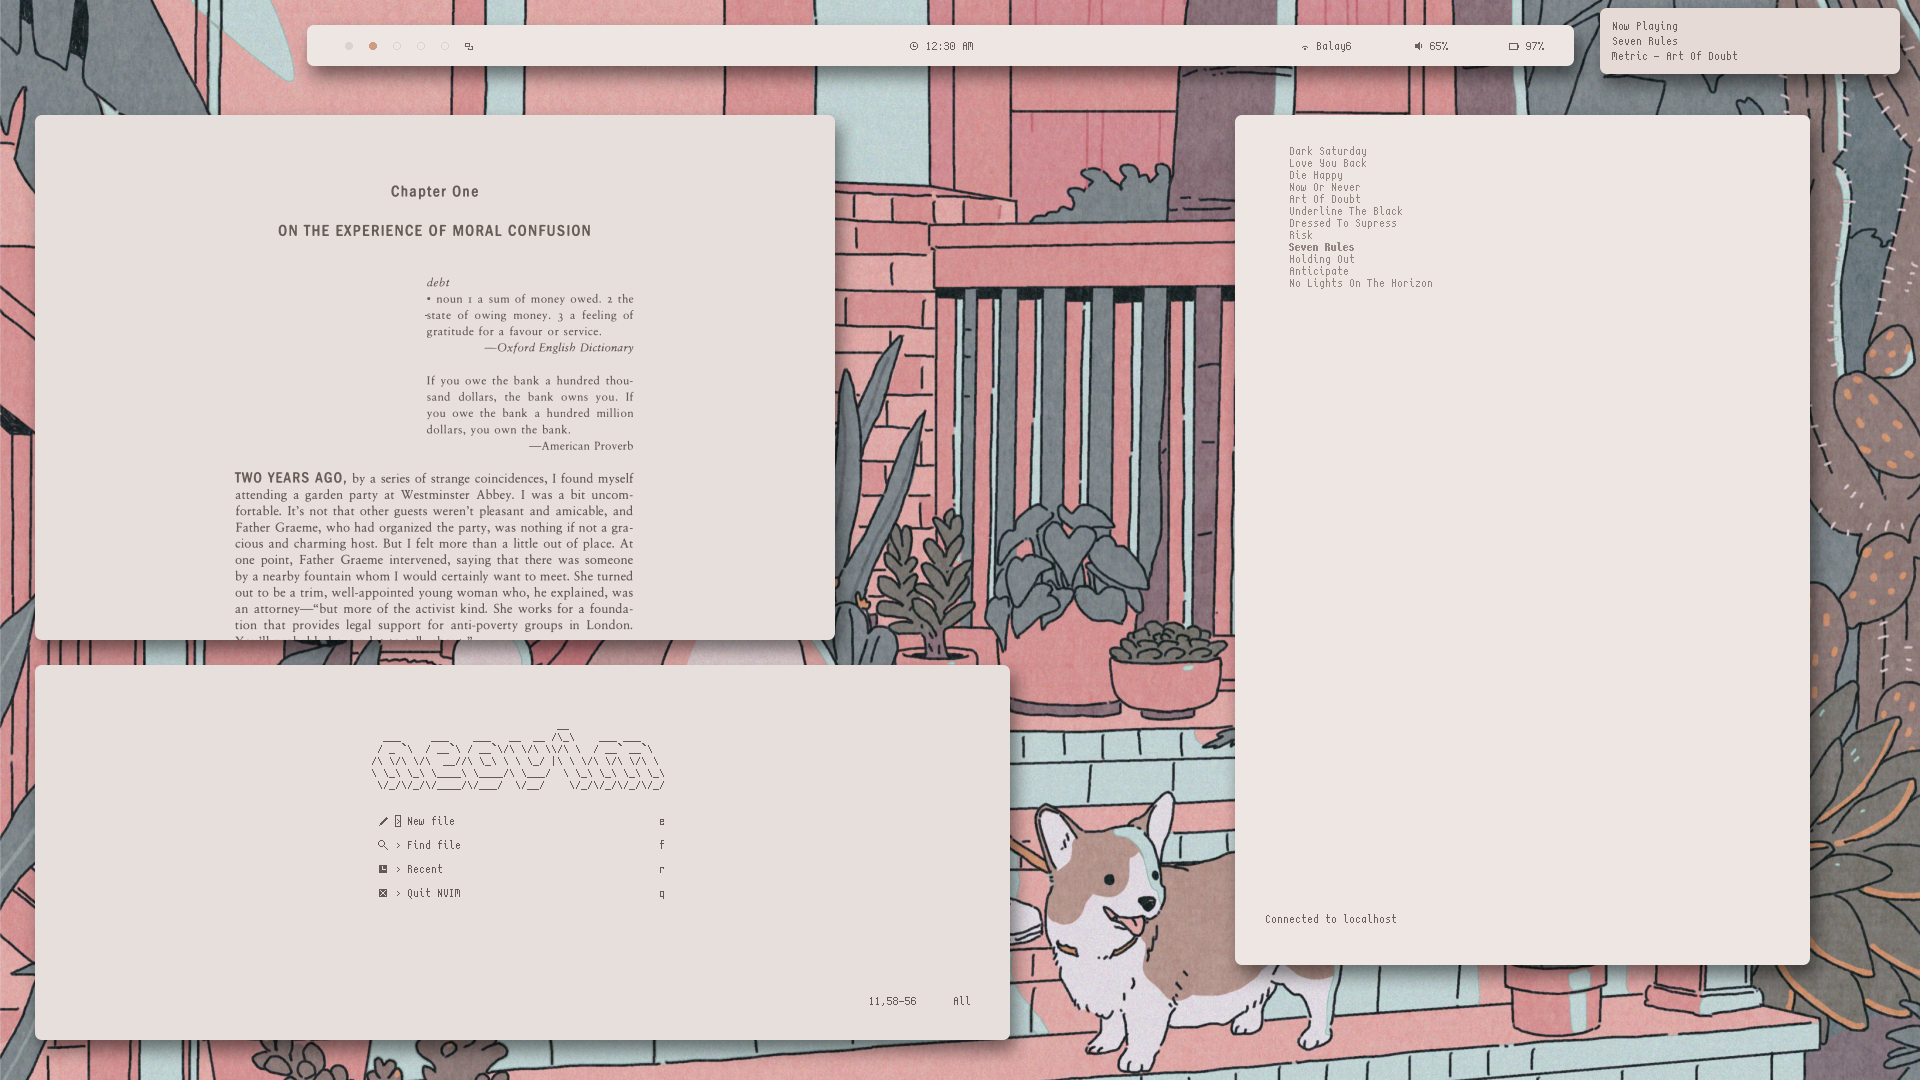 12:30 AM
Balay6
65%
97%
Now Playing
Seven Rules
Metric – Art Of Doubt
Chapter One
ON THE EXPERIENCE OF MORAL CONFUSION
debt
• noun 1 a sum of money owed. 2 the
state of owing money. 3 a feeling of
gratitude for a favour or service.
—Oxford English Dictionary
If you owe the bank a hundred thou-
sand dollars, the bank owns you. If
you owe the bank a hundred million
dollars, you own the bank.
—American Proverb
TWO YEARS AGO, by a series of strange coincidences, I found myself
attending a garden party at Westminster Abbey. I was a bit uncom-
fortable. It's not that other guests weren't pleasant and amicable, and
Father Graeme, who had organized the party, was nothing if not a gra-
cious and charming host. But I felt more than a little out of place. At
one point, Father Graeme intervened, saying that there was someone
by a nearby fountain whom I would certainly want to meet. She turned
out to be a trim, well-appointed young woman who, he explained, was
an attorney—“but more of the activist kind. She works for a founda-
tion that provides legal support for anti-poverty groups in London.
Dark Saturday
Love You Back
Die Happy
Now Or Never
Art Of Doubt
Underline The Black
Dressed To Supress
Risk
Seven Rules
Holding Out
Anticipate
No Lights On The Horizon
Connected to localhost
neovim
> New file e
> Find file f
> Recent r
> Quit NVIM q
11,58-56 All